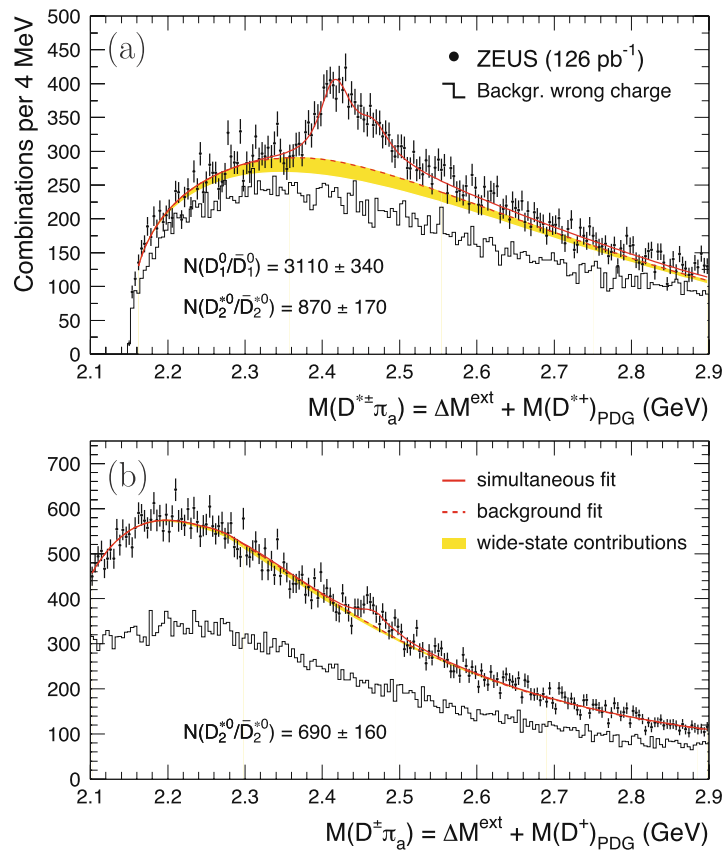 500
450
400
350
300
250
200
150
100
50
0
Combinations per 4 MeV
(a)
ZEUS (126 pb⁻¹)
Backgr. wrong charge
N(D₁⁰/D̄₁⁰) = 3110 ± 340
N(D₂*⁰/D̄₂*⁰) = 870 ± 170
2.1 2.2 2.3 2.4 2.5 2.6 2.7 2.8 2.9
M(D*±πₐ) = ΔMᵉˣᵗ + M(D*⁺)PDG (GeV)
700
600
500
400
300
200
100
0
(b)
simultaneous fit
background fit
wide-state contributions
N(D₂*⁰/D̄₂*⁰) = 690 ± 160
2.1 2.2 2.3 2.4 2.5 2.6 2.7 2.8 2.9
M(D±πₐ) = ΔMᵉˣᵗ + M(D⁺)PDG (GeV)